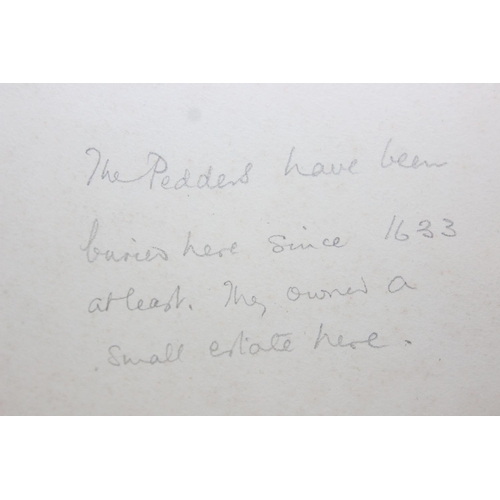 The Pedders have been
buried here since 1633
at least. They owned a
small estate here.